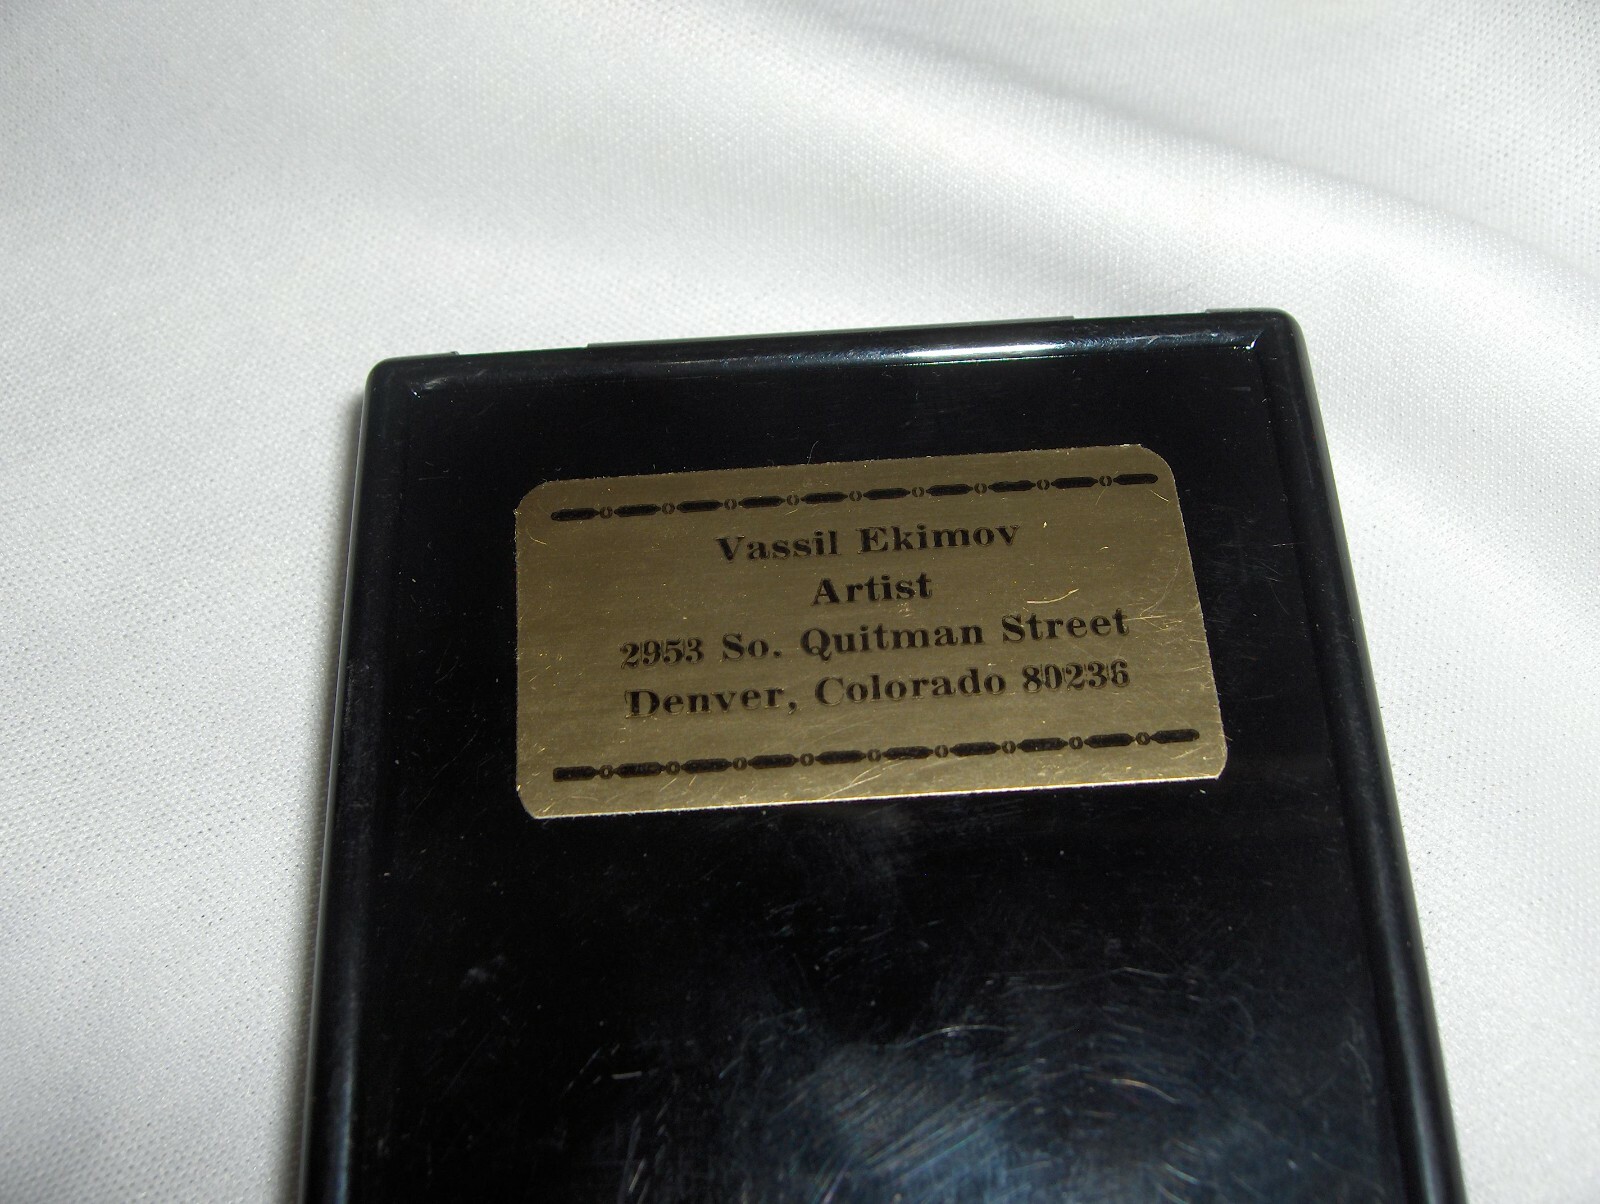 Vassil Ekimov
Artist
2953 So. Quitman Street
Denver, Colorado 80236